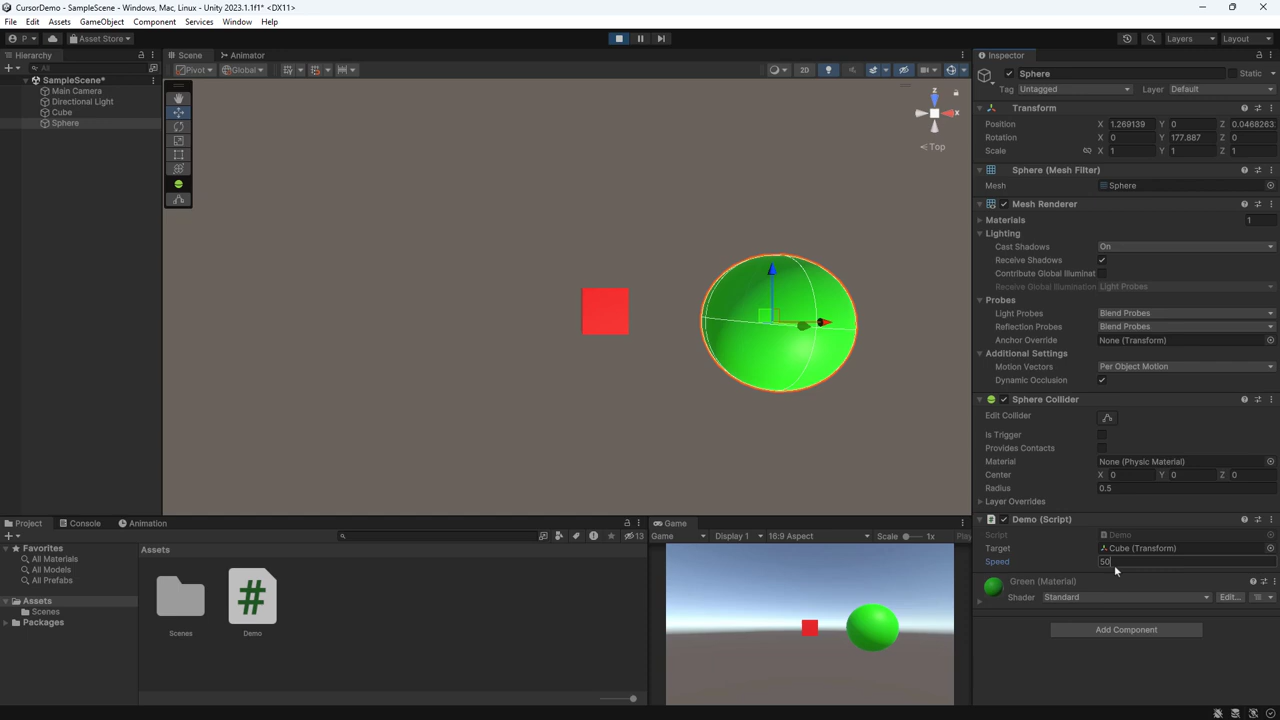 CursorDemo - SampleScene - Windows, Mac, Linux - Unity 2023.1.1f1* <DX11>
File Edit Assets GameObject Component Services Window Help
P Asset Store Layers Layout
Hierarchy Scene Animator Inspector
All Pivot Global 2D Sphere Static
SampleScene*
Tag Untagged Layer Default
Main Camera
Directional Light
Cube
Sphere
Z
X
Top
Transform
Position X 1.269139 Y 0 Z 0.0468263
Rotation X 0 Y 177.887 Z 0
Scale X 1 Y 1 Z 1
Sphere (Mesh Filter)
Mesh Sphere
Mesh Renderer
Materials 1
Lighting
Cast Shadows On
Receive Shadows
Contribute Global Illuminat
Receive Global Illumination Light Probes
Probes
Light Probes Blend Probes
Reflection Probes Blend Probes
Anchor Override None (Transform)
Additional Settings
Motion Vectors Per Object Motion
Dynamic Occlusion
Sphere Collider
Edit Collider
Is Trigger
Provides Contacts
Material None (Physic Material)
Center X 0 Y 0 Z 0
Radius 0.5
Layer Overrides
Demo (Script)
Script Demo
Target Cube (Transform)
Speed 50
Green (Material)
Shader Standard Edit...
Add Component
Project Console Animation
13
Favorites
All Materials
All Models
All Prefabs
Assets
Scenes
Packages
Assets
Scenes Demo
Game
Game Display 1 16:9 Aspect Scale 1x Play